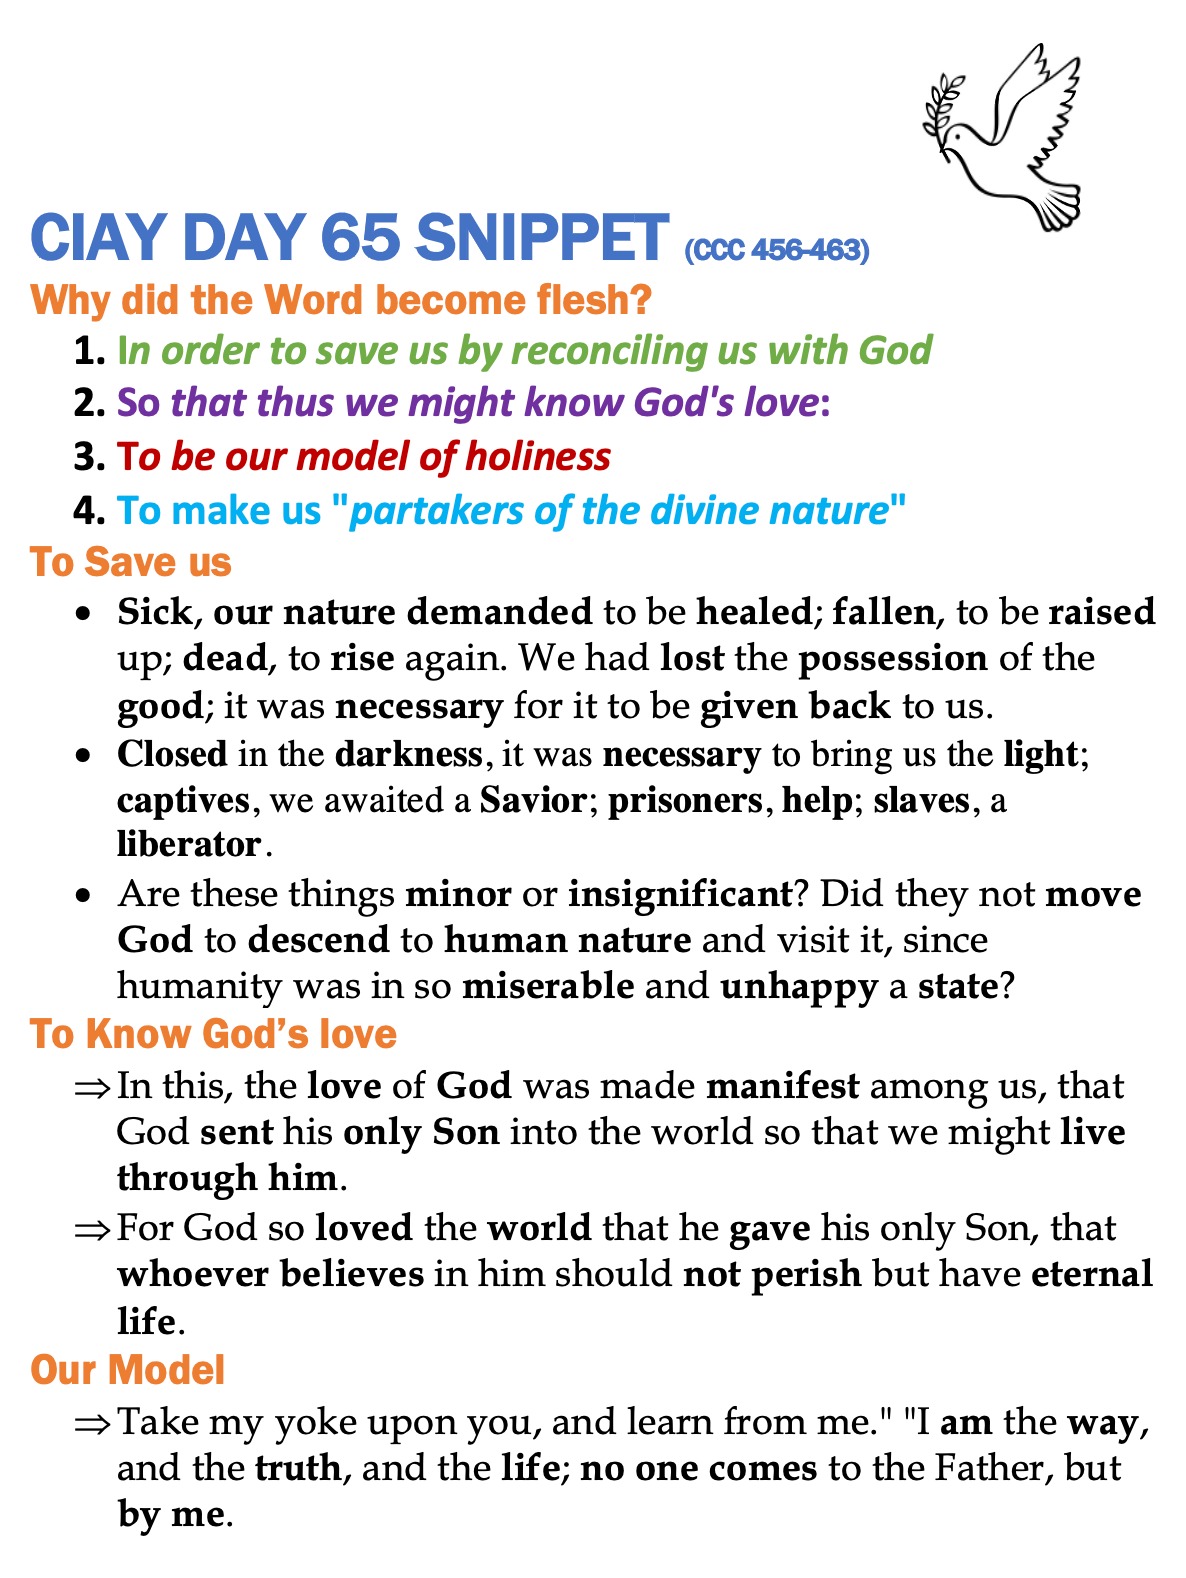 CIAY DAY 65 SNIPPET (CCC 456-463)
Why did the Word become flesh?
1. In order to save us by reconciling us with God
2. So that thus we might know God's love:
3. To be our model of holiness
4. To make us "partakers of the divine nature"
To Save us
• Sick, our nature demanded to be healed; fallen, to be raised
up; dead, to rise again. We had lost the possession of the
good; it was necessary for it to be given back to us.
• Closed in the darkness, it was necessary to bring us the light;
captives, we awaited a Savior; prisoners, help; slaves, a
liberator.
• Are these things minor or insignificant? Did they not move
God to descend to human nature and visit it, since
humanity was in so miserable and unhappy a state?
To Know God’s love
⇒ In this, the love of God was made manifest among us, that
God sent his only Son into the world so that we might live
through him.
⇒ For God so loved the world that he gave his only Son, that
whoever believes in him should not perish but have eternal
life.
Our Model
⇒ Take my yoke upon you, and learn from me." "I am the way,
and the truth, and the life; no one comes to the Father, but
by me.